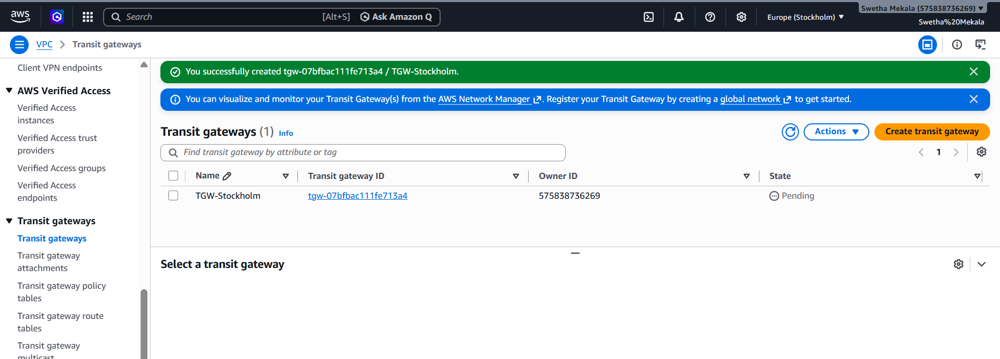 aws
Search
[Alt+S]
Ask Amazon Q
Europe (Stockholm)
Swetha Mekala (575838736269)
Swetha%20Mekala
VPC
Transit gateways
Client VPN endpoints
AWS Verified Access
Verified Access
instances
Verified Access trust
providers
Verified Access groups
Verified Access
endpoints
Transit gateways
Transit gateways
Transit gateway
attachments
Transit gateway policy
tables
Transit gateway route
tables
Transit gateway
multicast
You successfully created tgw-07bfbac111fe713a4 / TGW-Stockholm.
You can visualize and monitor your Transit Gateway(s) from the AWS Network Manager . Register your Transit Gateway by creating a global network to get started.
Transit gateways (1) Info
Actions
Create transit gateway
Find transit gateway by attribute or tag
1
Name
Transit gateway ID
Owner ID
State
TGW-Stockholm
tgw-07bfbac111fe713a4
575838736269
Pending
Select a transit gateway